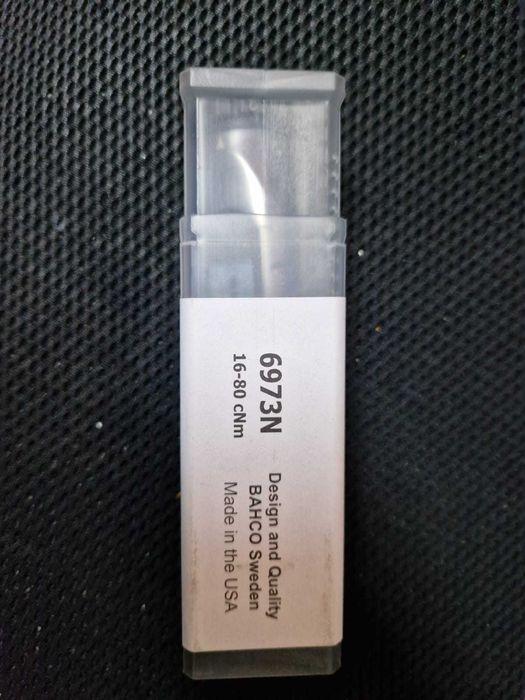 6973N
16-80 cNm
Design and Quality
BAHCO Sweden
Made in the USA